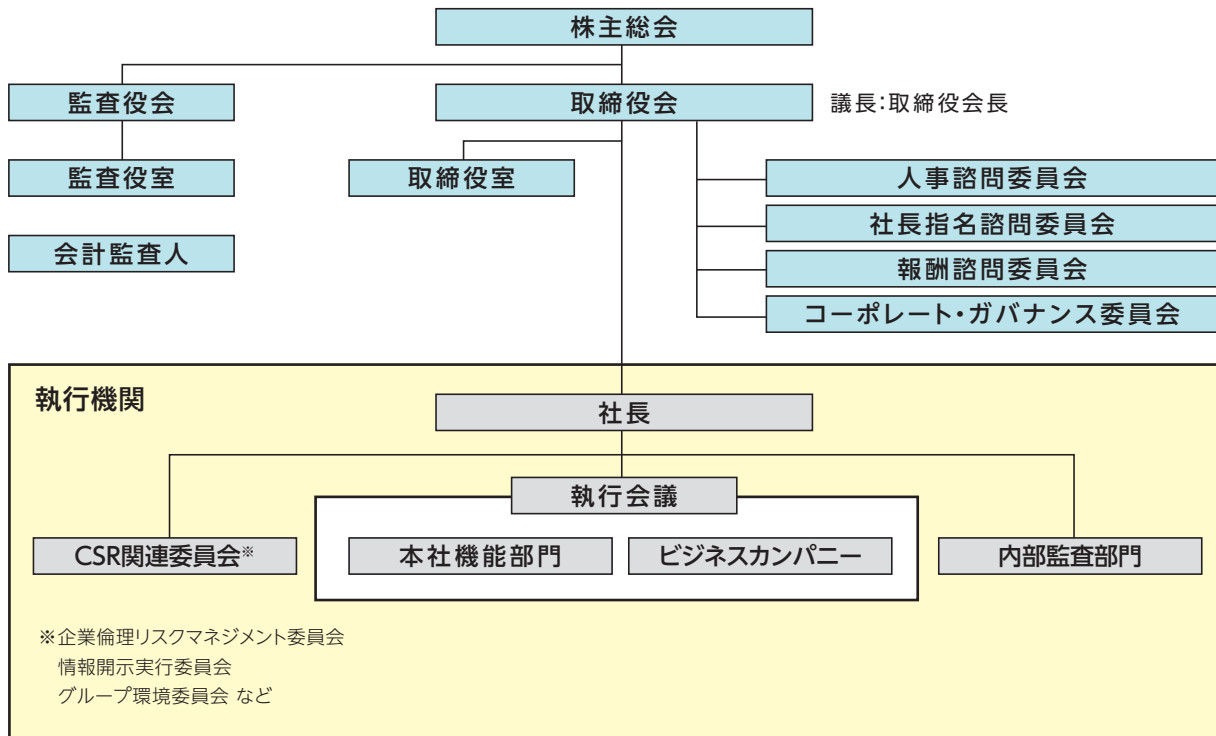 株主総会
監査役会
取締役会
議長:取締役会長
監査役室
取締役室
人事諮問委員会
会計監査人
社長指名諮問委員会
報酬諮問委員会
コーポレート・ガバナンス委員会
執行機関
社長
執行会議
CSR関連委員会※
本社機能部門
ビジネスカンパニー
内部監査部門
※企業倫理リスクマネジメント委員会
情報開示実行委員会
グループ環境委員会 など